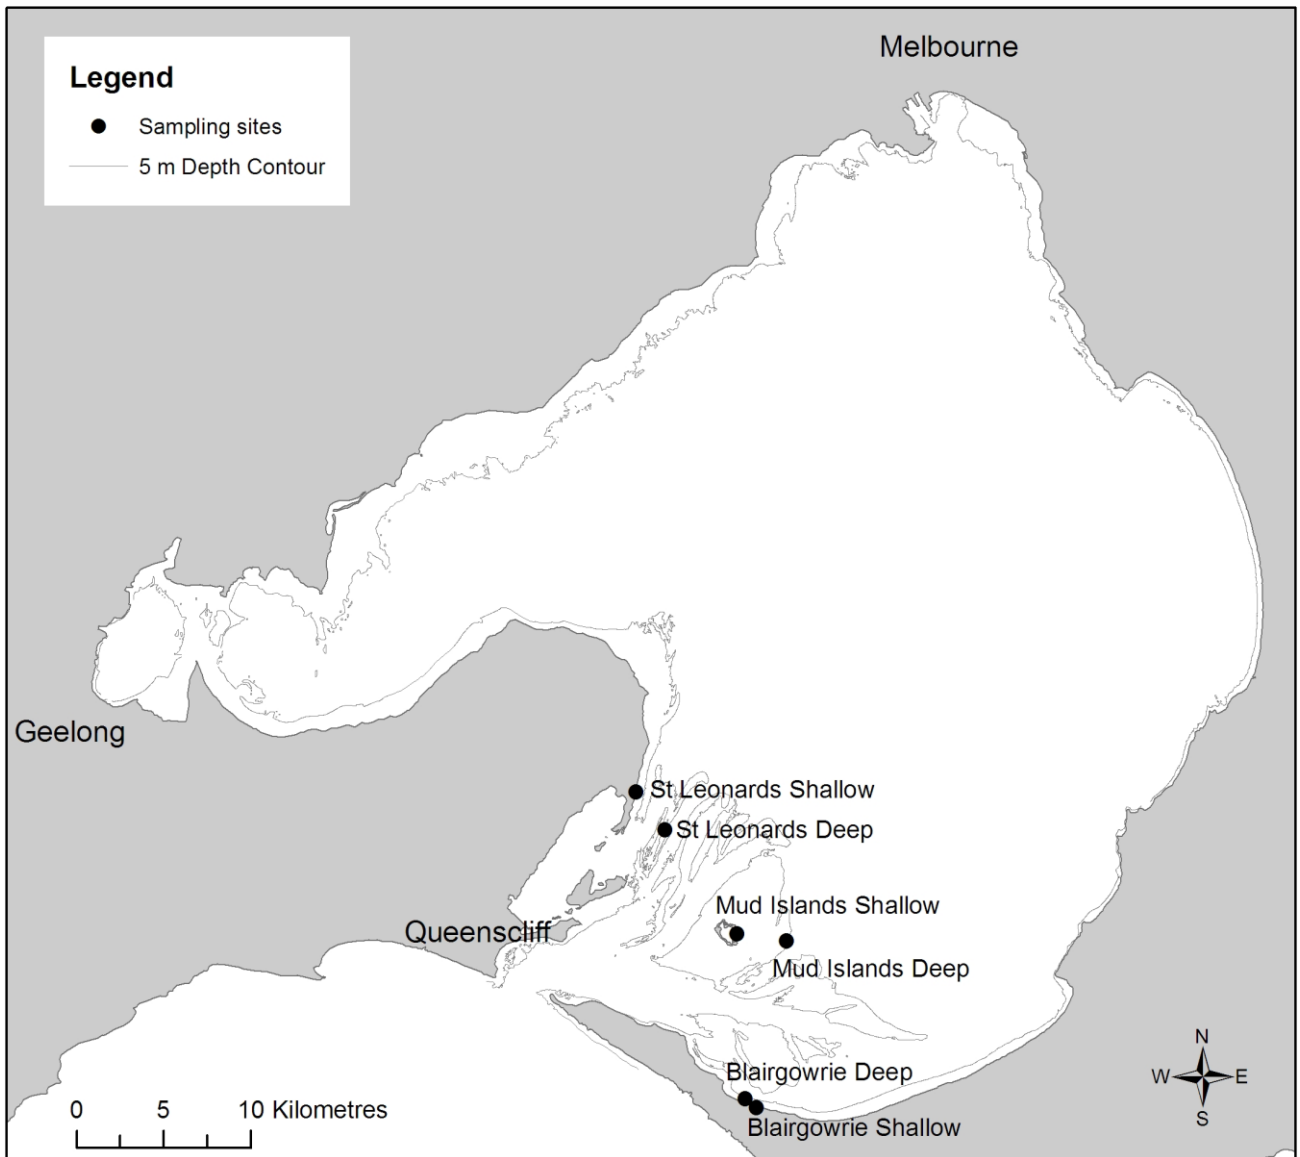 Melbourne
Legend
Sampling sites
5 m Depth Contour
Geelong
St Leonards Shallow
St Leonards Deep
Mud Islands Shallow
Queenscliff
Mud Islands Deep
N
W E
S
Blairgowrie Deep
0 5 10 Kilometres
Blairgowrie Shallow